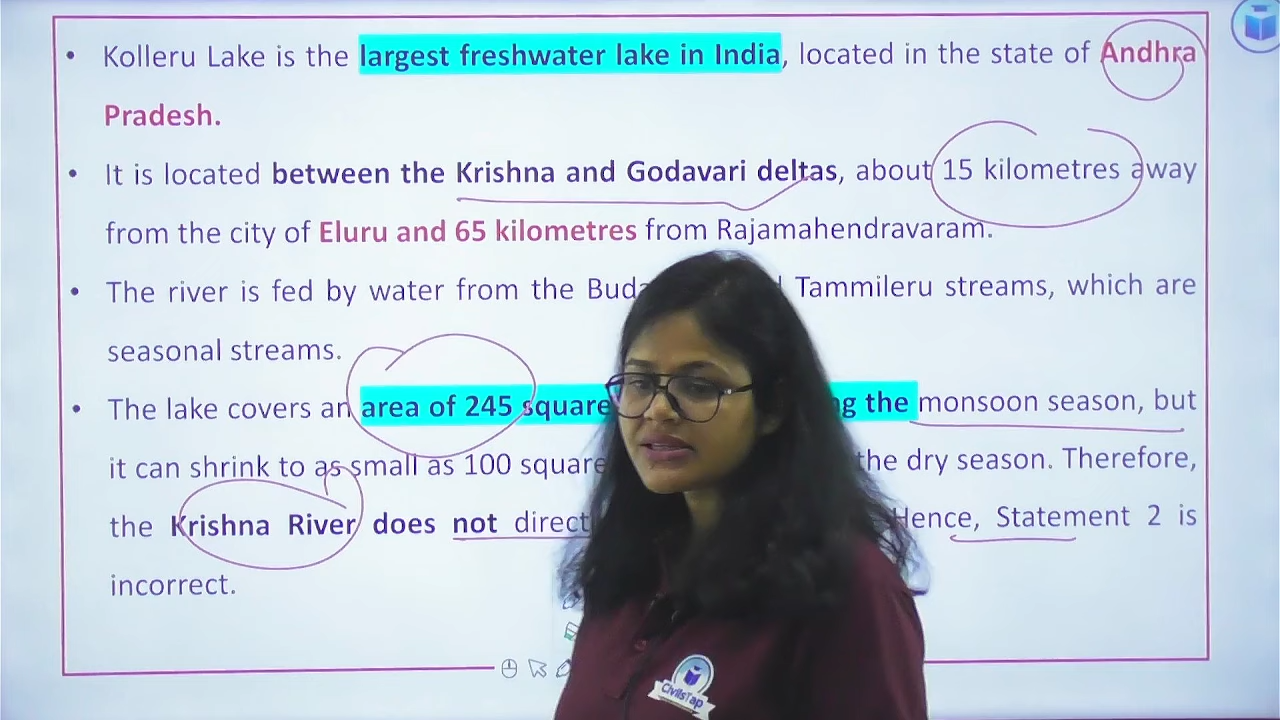 • Kolleru Lake is the largest freshwater lake in India, located in the state of Andhra
Pradesh.
• It is located between the Krishna and Godavari deltas, about 15 kilometres away
from the city of Eluru and 65 kilometres from Rajamahendravaram.
• The river is fed by water from the Tammileru streams, which are
seasonal streams.
• The lake covers an area of 245 square the monsoon season, but
it can shrink to as small as 100 square the dry season. Therefore,
the Krishna River does not Hence, Statement 2 is
incorrect.
CivilsTap